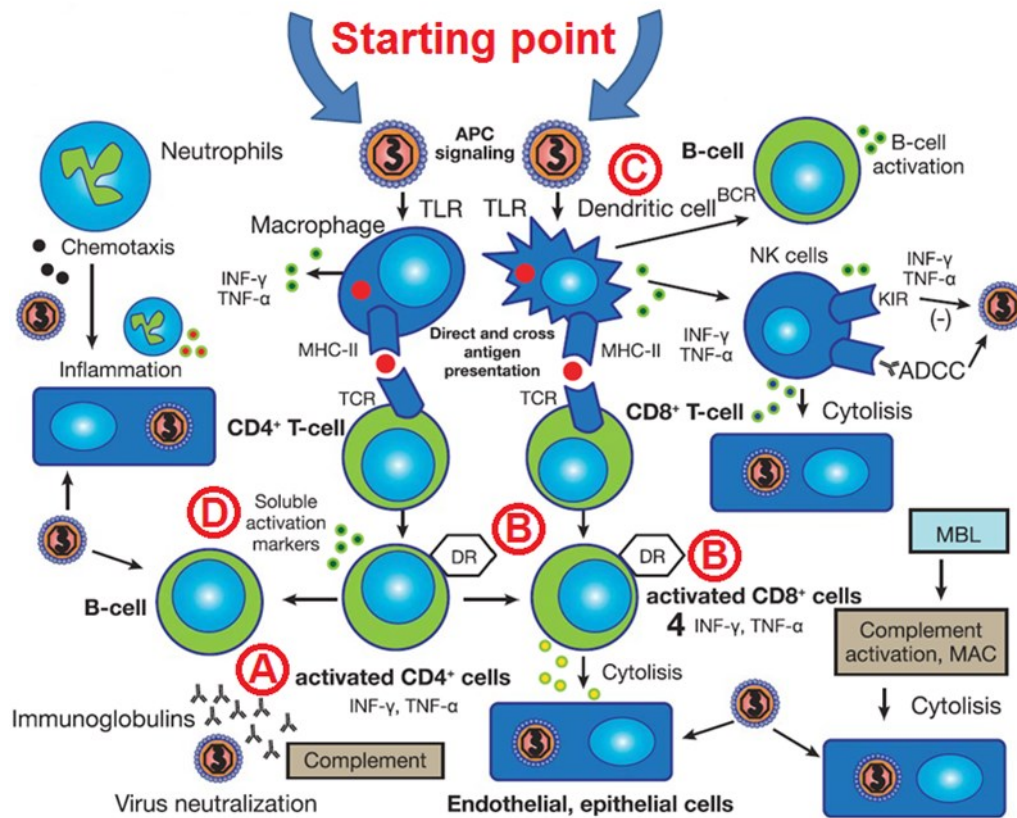 Starting point
Neutrophils
APC
signaling
C
B-cell
B-cell
activation
BCR
TLR
TLR
Dendritic cell
Macrophage
Chemotaxis
INF-γ
TNF-α
NK cells
INF-γ
TNF-α
KIR
(-)
INF-γ
TNF-α
Direct and cross
antigen
presentation
MHC-II
MHC-II
ADCC
Inflammation
TCR
TCR
CD4⁺ T-cell
CD8⁺ T-cell
Cytolisis
D
Soluble
activation
markers
DR
B
DR
B
MBL
B-cell
activated CD8⁺ cells
4 INF-γ, TNF-α
Complement
activation, MAC
A
activated CD4⁺ cells
INF-γ, TNF-α
Cytolisis
Immunoglobulins
Cytolisis
Complement
Virus neutralization
Endothelial, epithelial cells